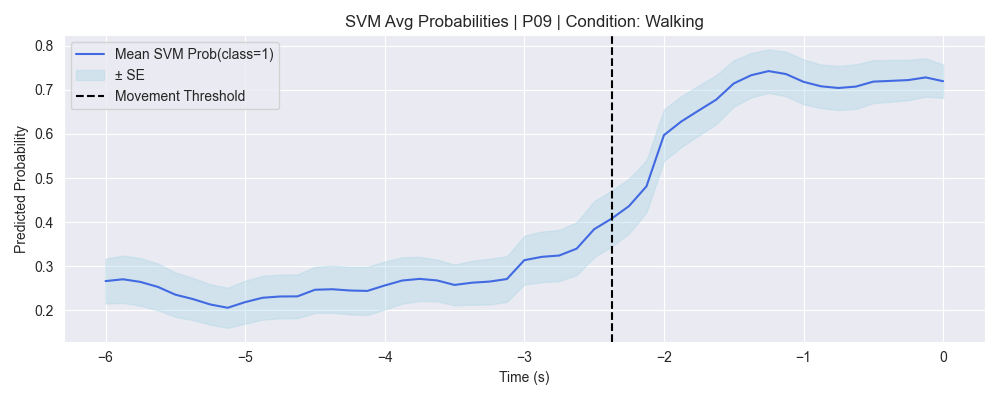 SVM Avg Probabilities | P09 | Condition: Walking
Mean SVM Prob(class=1)
± SE
Movement Threshold
Predicted Probability
0.8
0.7
0.6
0.5
0.4
0.3
0.2
−6
−5
−4
−3
−2
−1
0
Time (s)